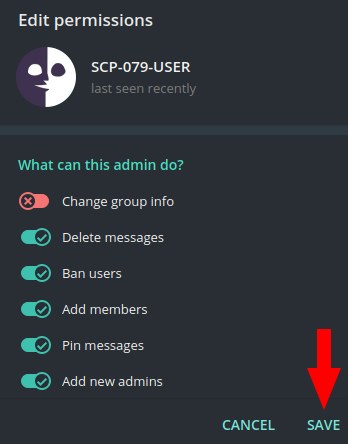 Edit permissions
SCP-079-USER
last seen recently
What can this admin do?
Change group info
Delete messages
Ban users
Add members
Pin messages
Add new admins
CANCEL SAVE